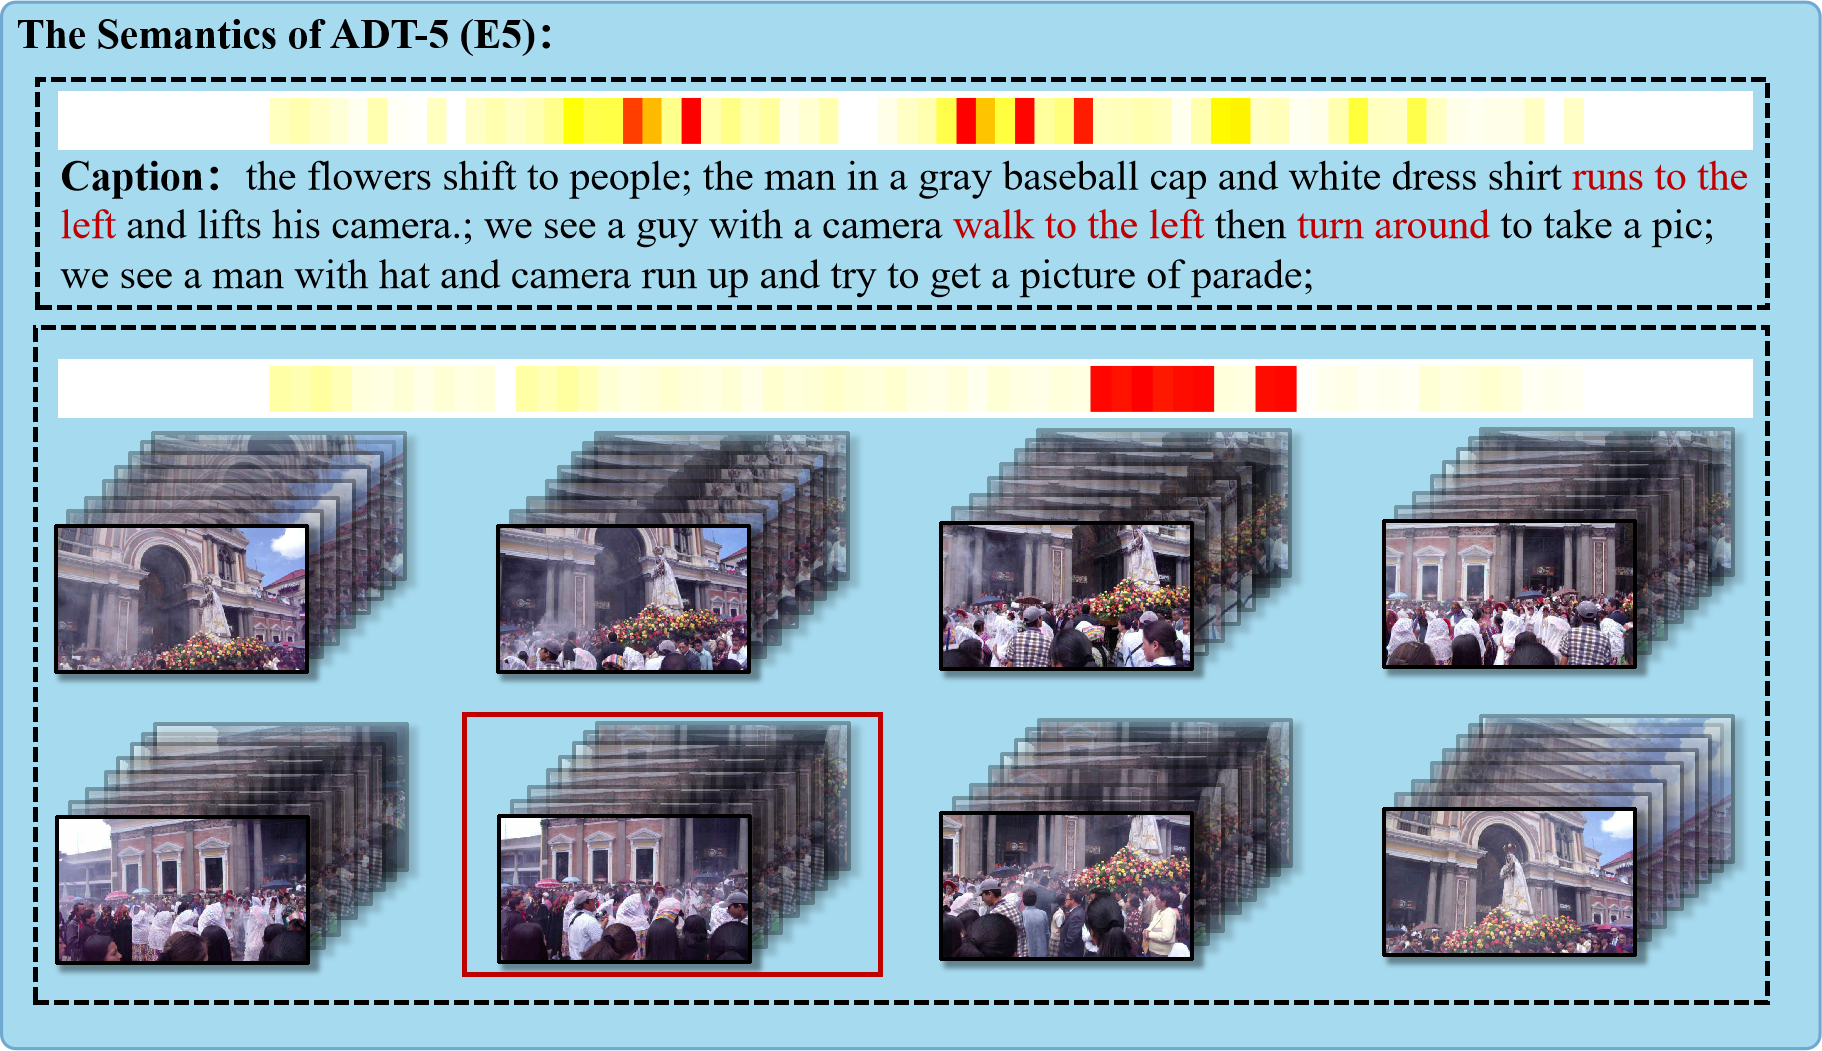 The Semantics of ADT-5 (E5):
Caption: the flowers shift to people; the man in a gray baseball cap and white dress shirt runs to the
left and lifts his camera.; we see a guy with a camera walk to the left then turn around to take a pic;
we see a man with hat and camera run up and try to get a picture of parade;